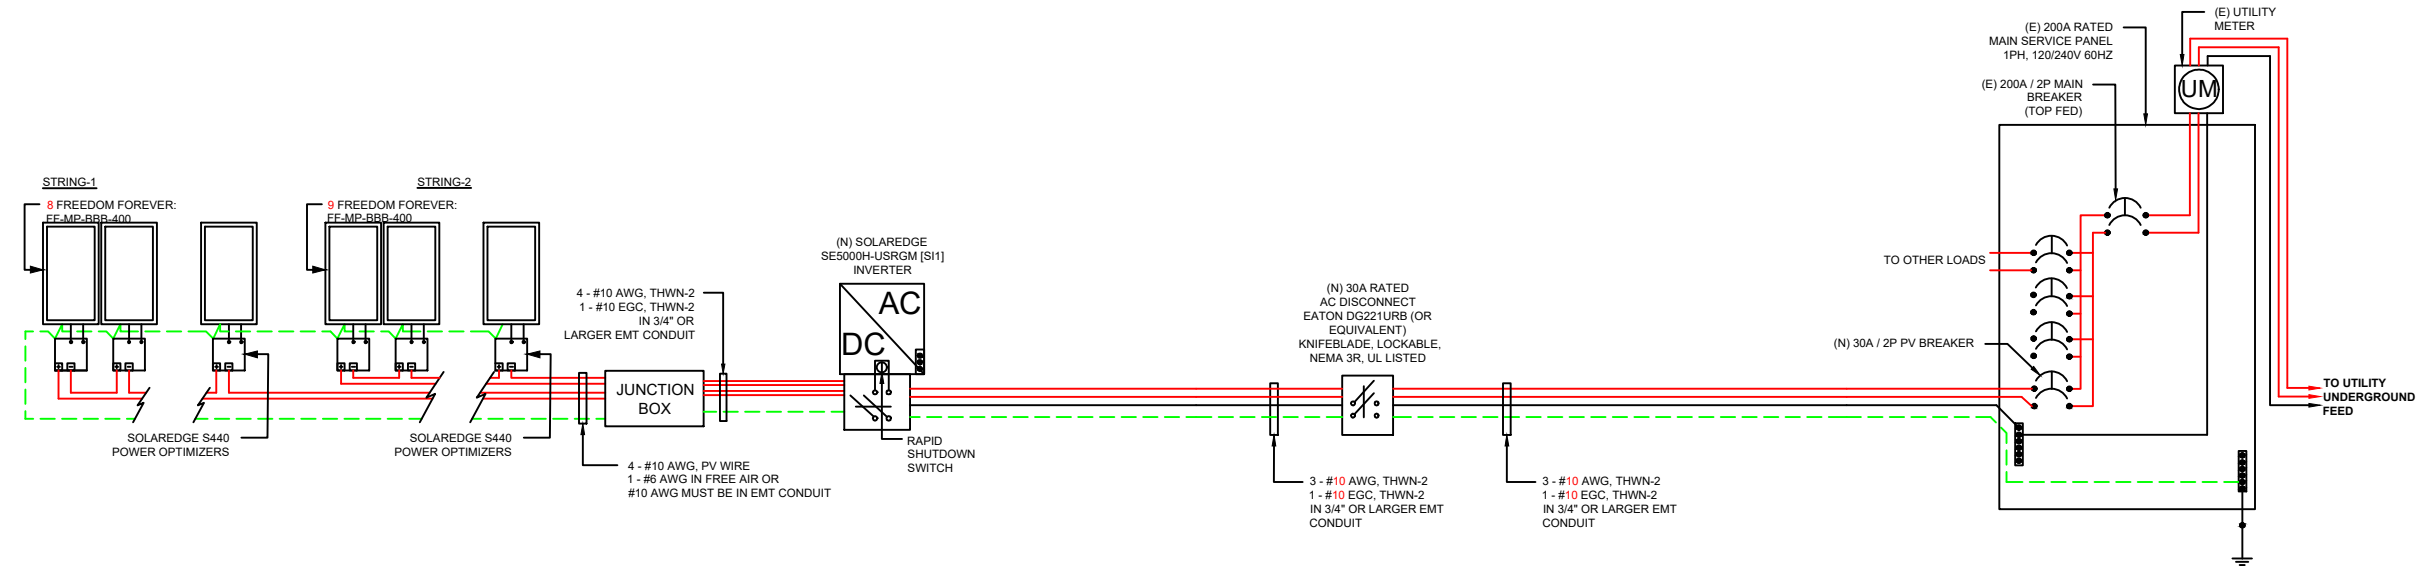 STRING-1
8 FREEDOM FOREVER:
FF-MP-BBB-400
STRING-2
9 FREEDOM FOREVER:
FF-MP-BBB-400
SOLAREDGE S440
POWER OPTIMIZERS
SOLAREDGE S440
POWER OPTIMIZERS
4 - #10 AWG, THWN-2
1 - #10 EGC, THWN-2
IN 3/4" OR
LARGER EMT CONDUIT
JUNCTION
BOX
4 - #10 AWG, PV WIRE
1 - #6 AWG IN FREE AIR OR
#10 AWG MUST BE IN EMT CONDUIT
(N) SOLAREDGE
SE5000H-USRGM [SI1]
INVERTER
AC
DC
RAPID
SHUTDOWN
SWITCH
(N) 30A RATED
AC DISCONNECT
EATON DG221URB (OR
EQUIVALENT)
KNIFEBLADE, LOCKABLE,
NEMA 3R, UL LISTED
3 - #10 AWG, THWN-2
1 - #10 EGC, THWN-2
IN 3/4" OR LARGER EMT
CONDUIT
3 - #10 AWG, THWN-2
1 - #10 EGC, THWN-2
IN 3/4" OR LARGER EMT
CONDUIT
(E) UTILITY
METER
(E) 200A RATED
MAIN SERVICE PANEL
1PH, 120/240V 60HZ
(E) 200A / 2P MAIN
BREAKER
(TOP FED)
UM
TO OTHER LOADS
(N) 30A / 2P PV BREAKER
TO UTILITY
UNDERGROUND
FEED